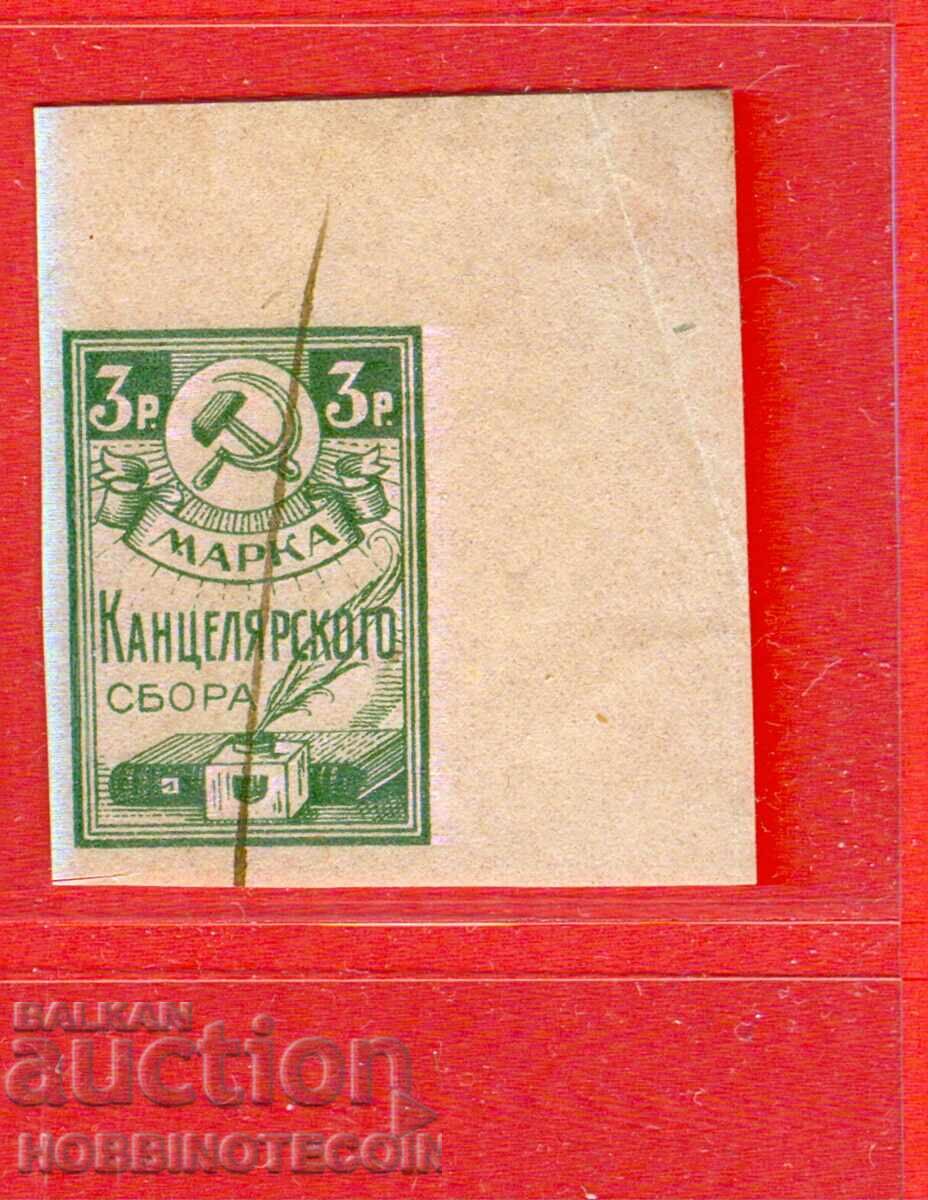 3Р. 3Р.
МАРКА
КАНЦЕЛЯРСКОГО
СБОРА
BALKAN
auction
HOBBINOTECOIN